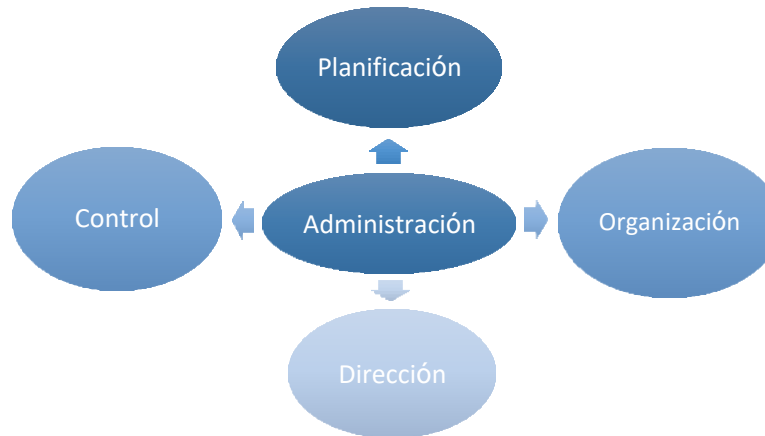 Planificación
Control
Administración
Organización
Dirección